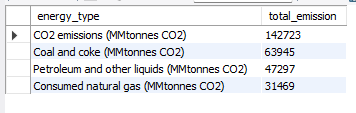 energy_type total_emission
CO2 emissions (MMtonnes CO2) 142723
Coal and coke (MMtonnes CO2) 63945
Petroleum and other liquids (MMtonnes CO2) 47297
Consumed natural gas (MMtonnes CO2) 31469